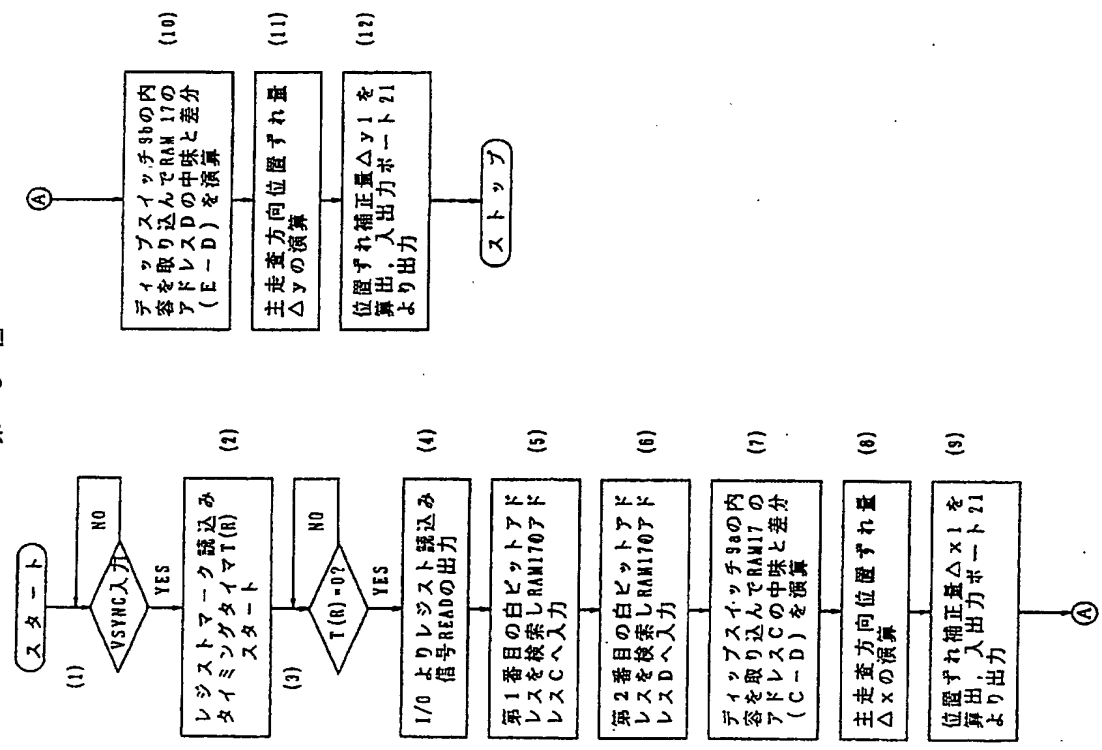 スタート
(1)
VSYNC入力
NO
YES
(2)
レジストマーク読込み
タイミングタイマT(R)
スタート
(3)
T(R)=0?
NO
YES
(4)
I/Oよりレジスト読込み
信号READの出力
(5)
第1番目の白ビットアド
レスを検索しRAM17のアド
レスCへ入力
(6)
第2番目の白ビットアド
レスを検索しRAM17のアド
レスDへ入力
(7)
ディップスイッチ9aの内
容を取り込んでRAM17の
アドレスCの中味と差分
(C-D)を演算
(8)
主走査方向位置ずれ量
△xの演算
(9)
位置ずれ補正量△x1を
算出,入出力ポート21
より出力
A
A
(10)
ディップスイッチ9bの内
容を取り込んでRAM 17の
アドレスDの中味と差分
(E-D)を演算
(11)
主走査方向位置ずれ量
△yの演算
(12)
位置ずれ補正量△y1を
算出,入出力ポート21
より出力
ストップ